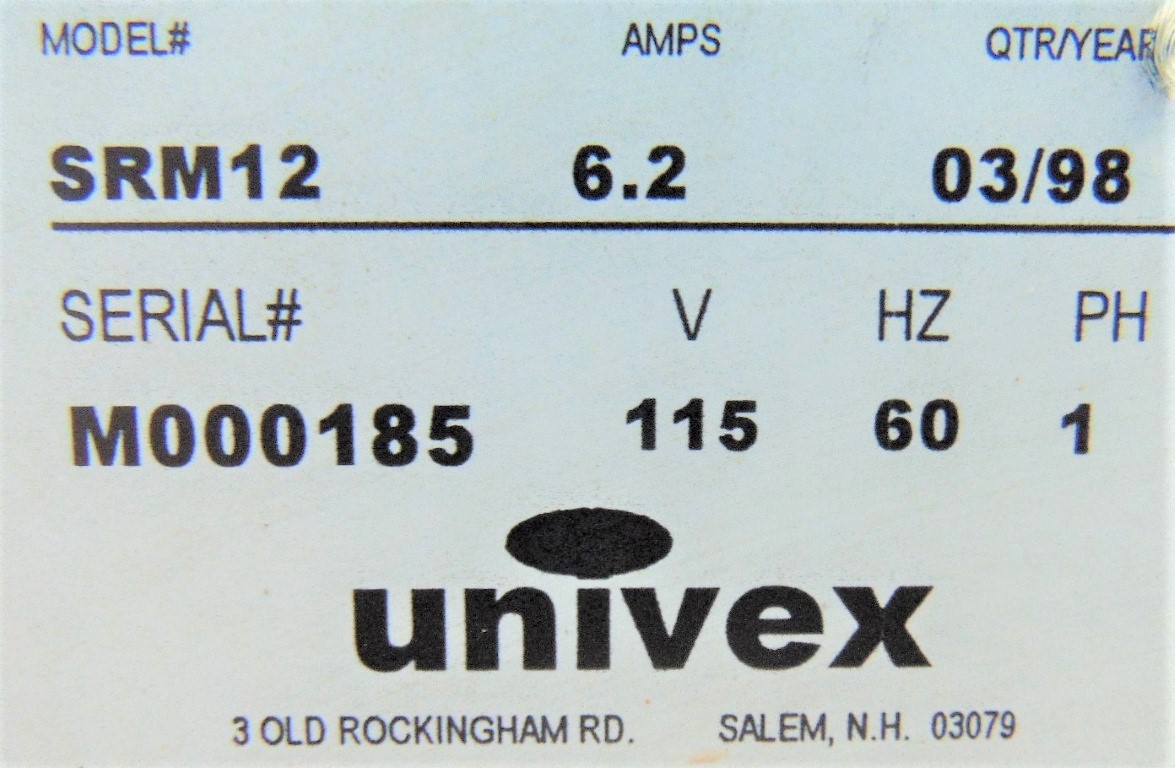 MODEL# AMPS QTR/YEAR
SRM12 6.2 03/98
SERIAL# V HZ PH
M000185 115 60 1
univex
3 OLD ROCKINGHAM RD. SALEM, N.H. 03079